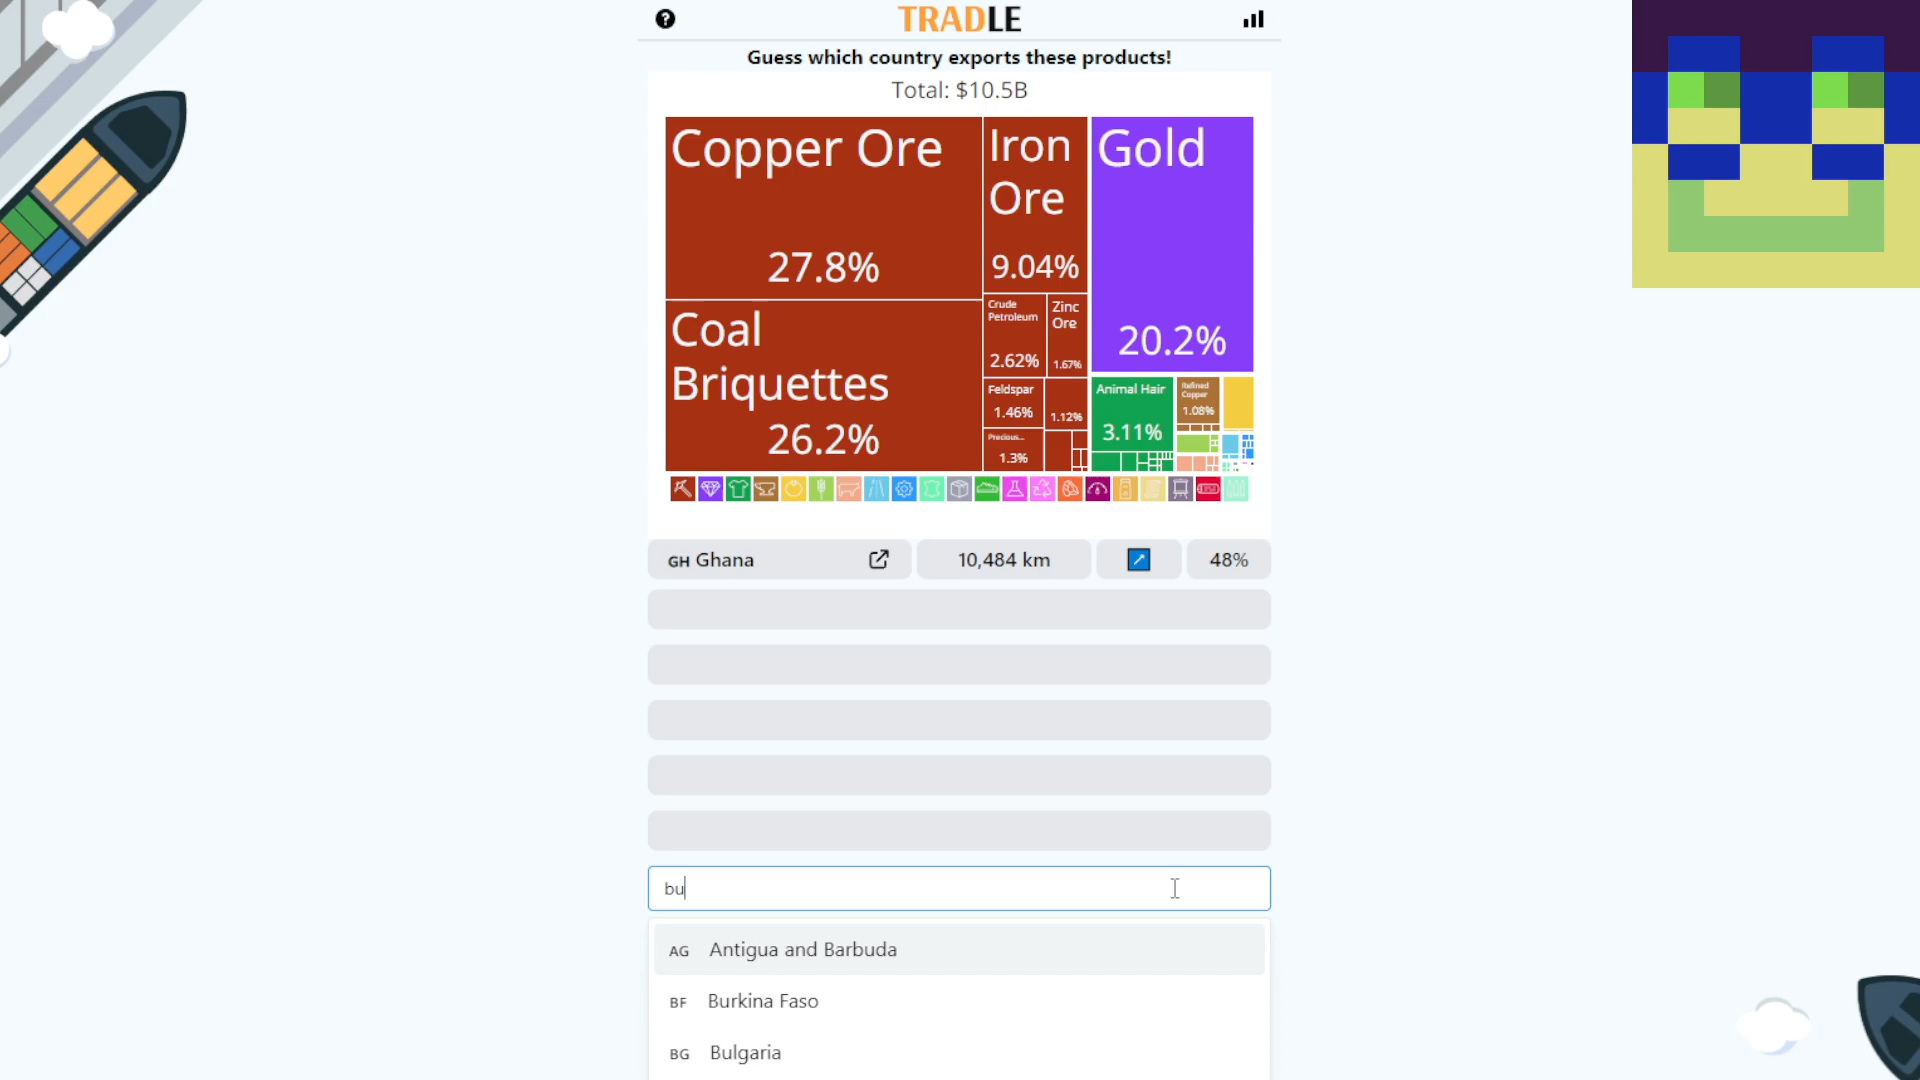 ?
TRADLE
Guess which country exports these products!
Total: $10.5B
Copper Ore
27.8%
Iron
Ore
9.04%
Gold
20.2%
Coal
Briquettes
26.2%
Crude
Petroleum
2.62%
Zinc
Ore
1.67%
Feldspar
1.46%
1.12%
Precious...
1.3%
Animal Hair
3.11%
Refined
Copper
1.08%
GH Ghana
10,484 km
48%
bu
AG Antigua and Barbuda
BF Burkina Faso
BG Bulgaria